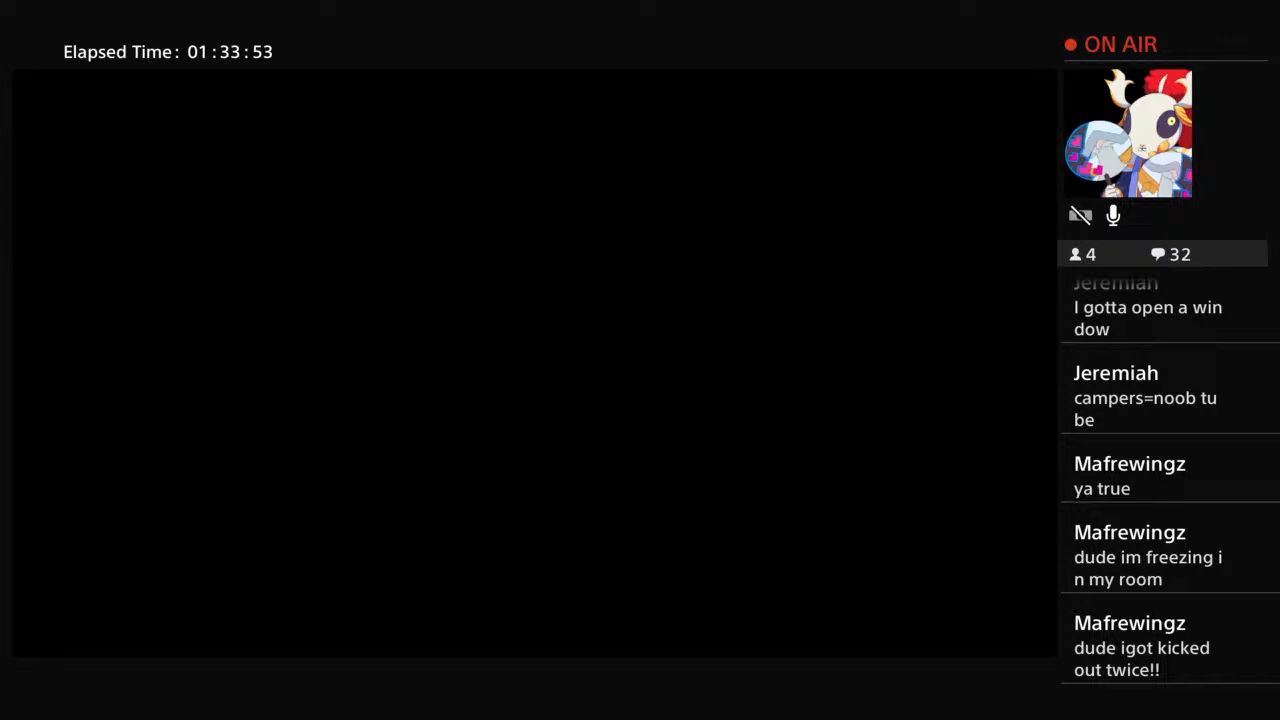 Elapsed Time: 01:33:53
ON AIR
4 32
Jeremiah
I gotta open a win
dow
Jeremiah
campers=noob tu
be
Mafrewingz
ya true
Mafrewingz
dude im freezing i
n my room
Mafrewingz
dude igot kicked
out twice!!